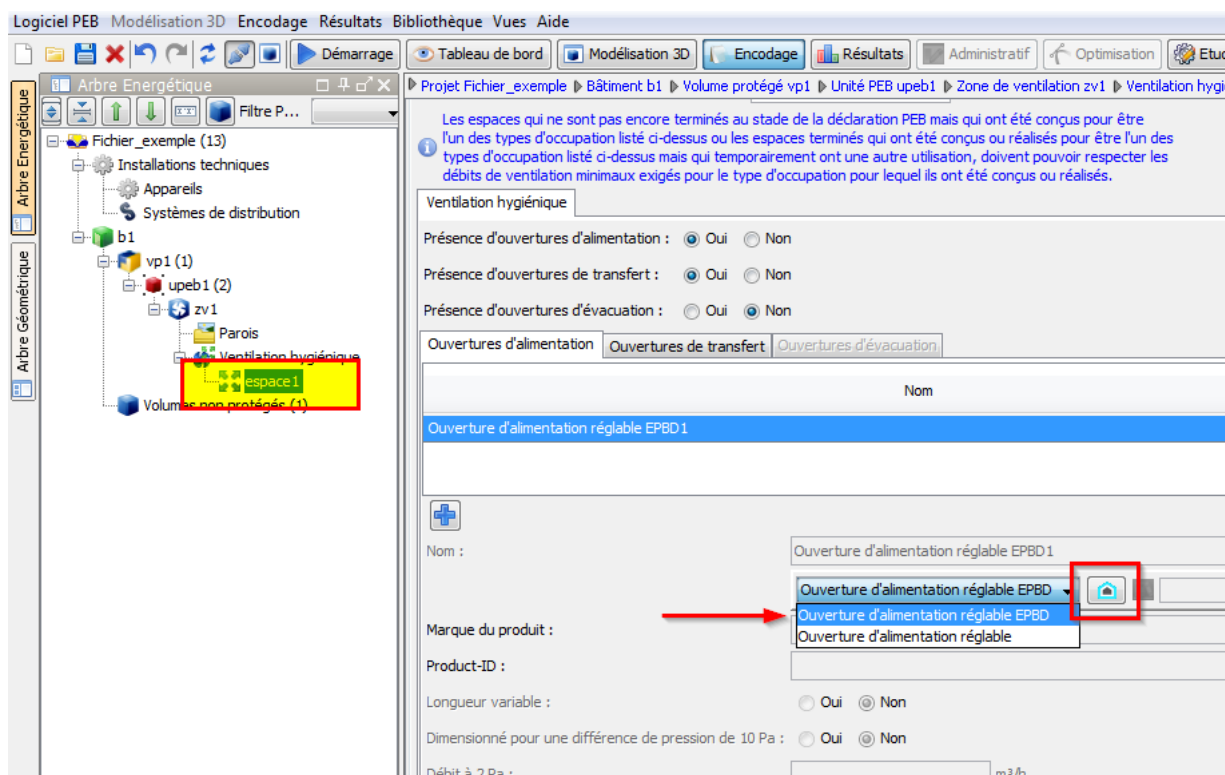 Logiciel PEB Modélisation 3D Encodage Résultats Bibliothèque Vues Aide
Démarrage Tableau de bord Modélisation 3D Encodage Résultats Administratif Optimisation
Arbre Energétique
Projet Fichier_exemple Bâtiment b1 Volume protégé vp1 Unité PEB upeb1 Zone de ventilation zv1 Ventilation
Filtre P...
Arbre Energétique
Arbre Géométrique
Fichier_exemple (13)
Installations techniques
Appareils
Systèmes de distribution
b1
vp1 (1)
upeb1 (2)
zv1
Parois
Ventilation hygiénique
espace1
Volumes non protégés (1)
Les espaces qui ne sont pas encore terminés au stade de la déclaration PEB mais qui ont été conçus pour être
l'un des types d'occupation listé ci-dessus ou les espaces terminés qui ont été conçus ou réalisés pour être l'un des
types d'occupation listé ci-dessus mais qui temporairement ont une autre utilisation, doivent pouvoir respecter les
débits de ventilation minimaux exigés pour le type d'occupation pour lequel ils ont été conçus ou réalisés.
Ventilation hygiénique
Présence d'ouvertures d'alimentation : Oui Non
Présence d'ouvertures de transfert : Oui Non
Présence d'ouvertures d'évacuation : Oui Non
Ouvertures d'alimentation Ouvertures de transfert Ouvertures d'évacuation
Nom
Ouverture d'alimentation réglable EPBD1
Nom : Ouverture d'alimentation réglable EPBD1
Ouverture d'alimentation réglable EPBD
Ouverture d'alimentation réglable EPBD
Ouverture d'alimentation réglable
Marque du produit :
Product-ID :
Longueur variable : Oui Non
Dimensionné pour une différence de pression de 10 Pa : Oui Non
Débit à 2 Pa : m³/h